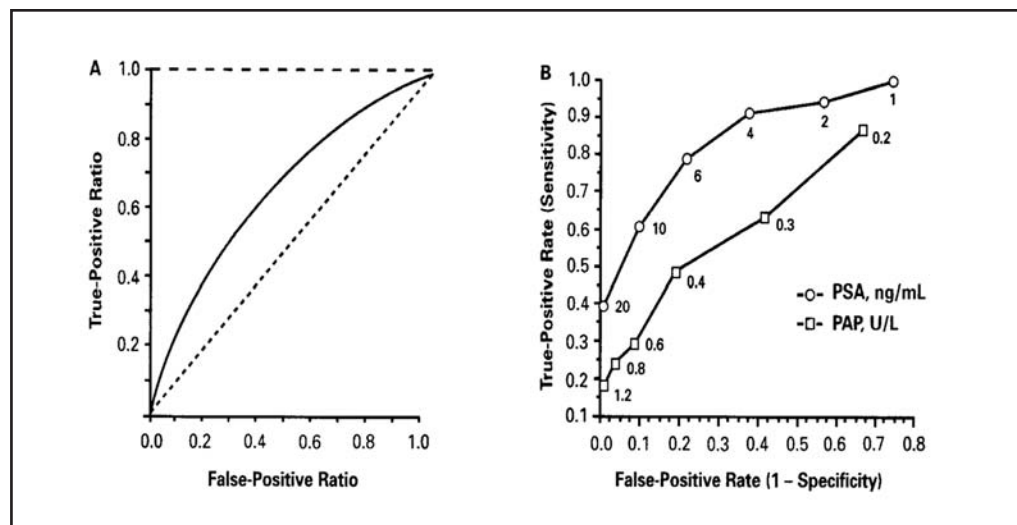 A
True-Positive Ratio
1.0
0.8
0.6
0.4
0.2
0.0 0.2 0.4 0.6 0.8 1.0
False-Positive Ratio
B
True-Positive Rate (Sensitivity)
1.0
0.9
0.8
0.7
0.6
0.5
0.4
0.3
0.2
0.1
1
2
4
6
10
20
0.2
0.3
0.4
0.6
0.8
1.2
PSA, ng/mL
PAP, U/L
0.0 0.1 0.2 0.3 0.4 0.5 0.6 0.7 0.8
False-Positive Rate (1 – Specificity)